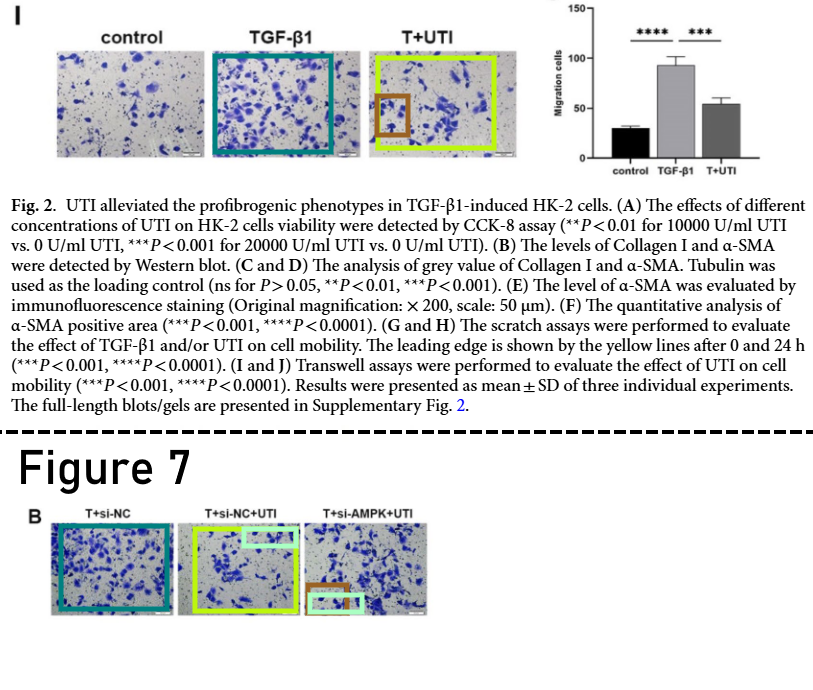 I
control TGF-β1 T+UTI
150
100
50
0
Migration cells
**** ***
control TGF-β1 T+UTI
Fig. 2. UTI alleviated the profibrogenic phenotypes in TGF-β1-induced HK-2 cells. (A) The effects of different
concentrations of UTI on HK-2 cells viability were detected by CCK-8 assay (**P<0.01 for 10000 U/ml UTI
vs. 0 U/ml UTI, ***P<0.001 for 20000 U/ml UTI vs. 0 U/ml UTI). (B) The levels of Collagen I and α-SMA
were detected by Western blot. (C and D) The analysis of grey value of Collagen I and α-SMA. Tubulin was
used as the loading control (ns for P>0.05, **P<0.01, ***P<0.001). (E) The level of α-SMA was evaluated by
immunofluorescence staining (Original magnification: × 200, scale: 50 μm). (F) The quantitative analysis of
α-SMA positive area (***P<0.001, ****P<0.0001). (G and H) The scratch assays were performed to evaluate
the effect of TGF-β1 and/or UTI on cell mobility. The leading edge is shown by the yellow lines after 0 and 24 h
(***P<0.001, ****P<0.0001). (I and J) Transwell assays were performed to evaluate the effect of UTI on cell
mobility (***P<0.001, ****P<0.0001). Results were presented as mean ± SD of three individual experiments.
The full-length blots/gels are presented in Supplementary Fig. 2.
Figure 7
B
T+si-NC T+si-NC+UTI T+si-AMPK+UTI